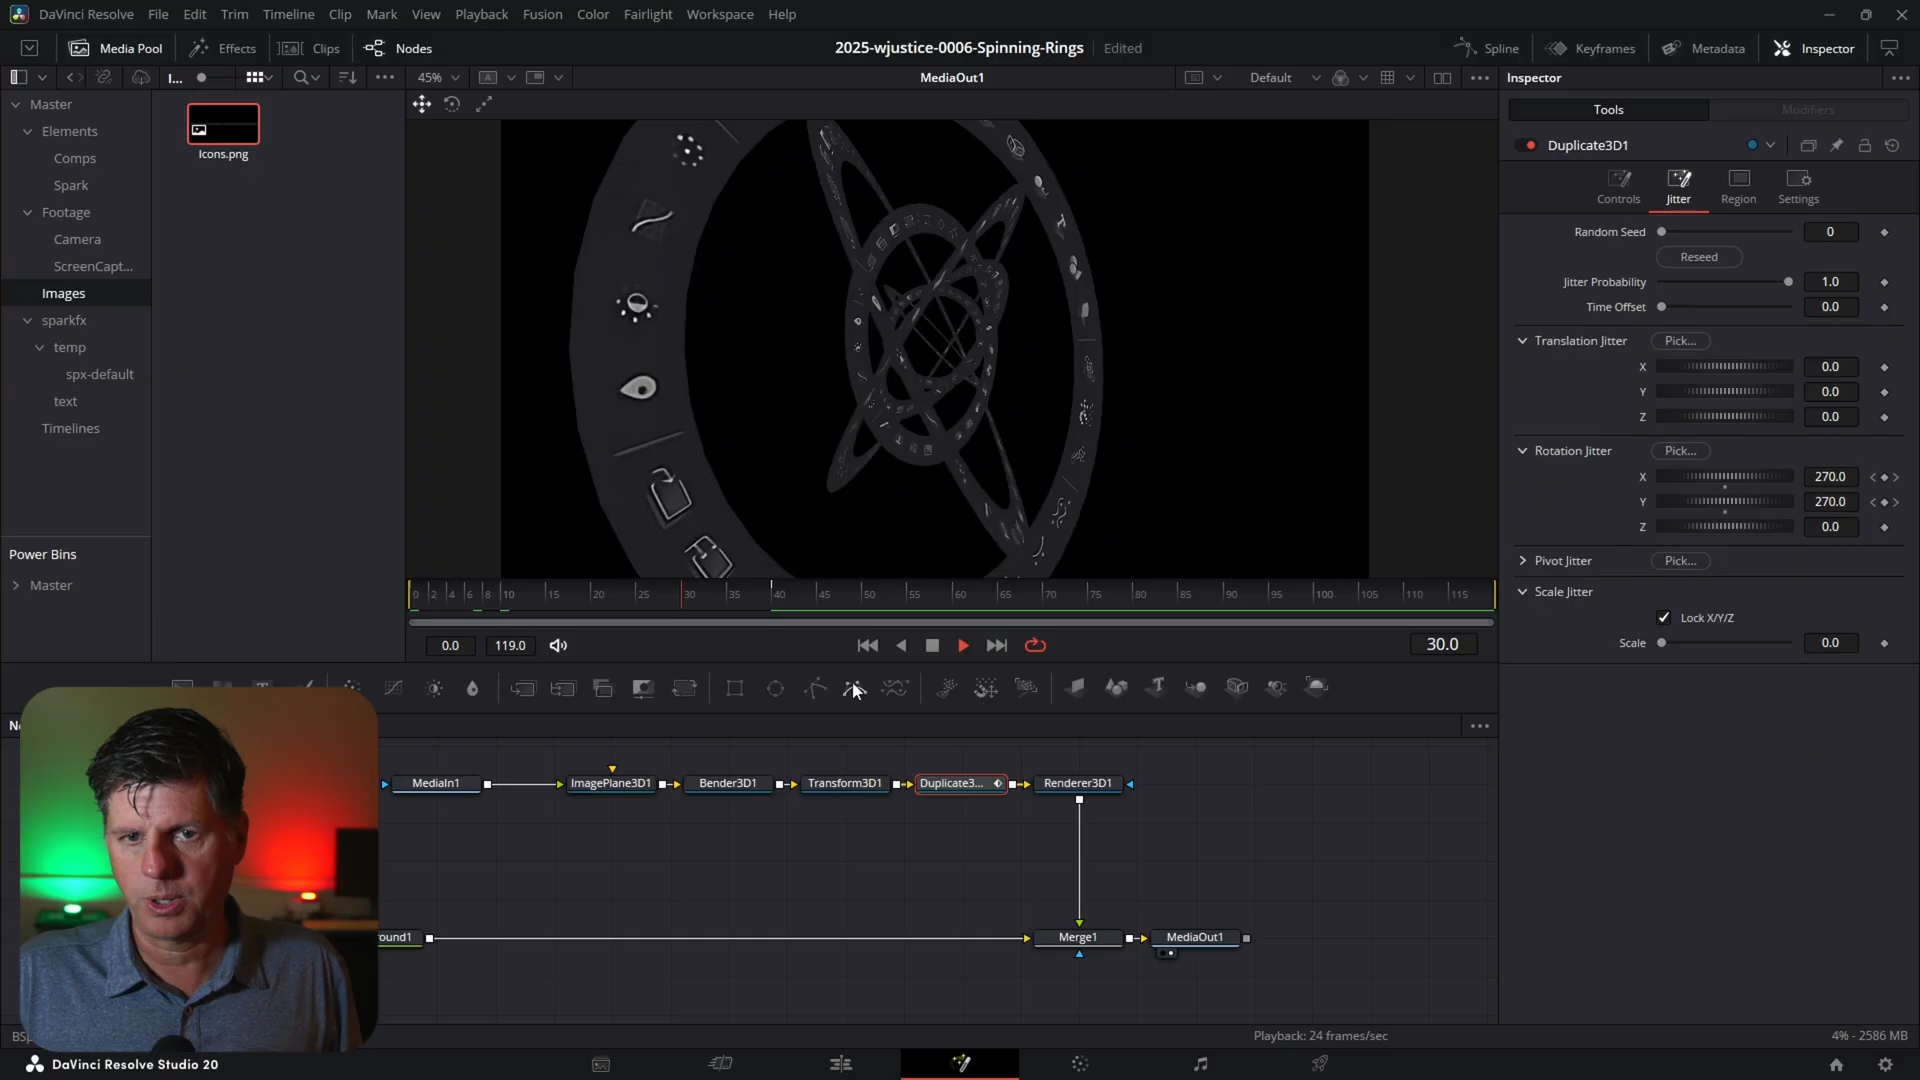 DaVinci Resolve File Edit Trim Timeline Clip Mark View Playback Fusion Color Fairlight Workspace Help
Media Pool Effects Clips Nodes 2025-wjustice-0006-Spinning-Rings Edited Spline Keyframes Metadata Inspector
I... 45% MediaOut1 Default Inspector
Master
Elements
Comps
Spark
Footage
Camera
ScreenCapt...
Images
sparkfx
temp
spx-default
text
Timelines
Power Bins
Master
Icons.png
0 2 4 6 8 10 15 20 25 30 35 40 45 50 55 60 65 70 75 80 85 90 95 100 105 110 115
0.0 119.0 30.0
Tools Modifiers
Duplicate3D1
Controls Jitter Region Settings
Random Seed 0
Reseed
Jitter Probability 1.0
Time Offset 0.0
Translation Jitter Pick...
X 0.0
Y 0.0
Z 0.0
Rotation Jitter Pick...
X 270.0
Y 270.0
Z 0.0
Pivot Jitter Pick...
Scale Jitter
Lock X/Y/Z
Scale 0.0
MediaIn1 ImagePlane3D1 Bender3D1 Transform3D1 Duplicate3... Renderer3D1
Merge1 MediaOut1
Playback: 24 frames/sec 4% - 2586 MB
DaVinci Resolve Studio 20